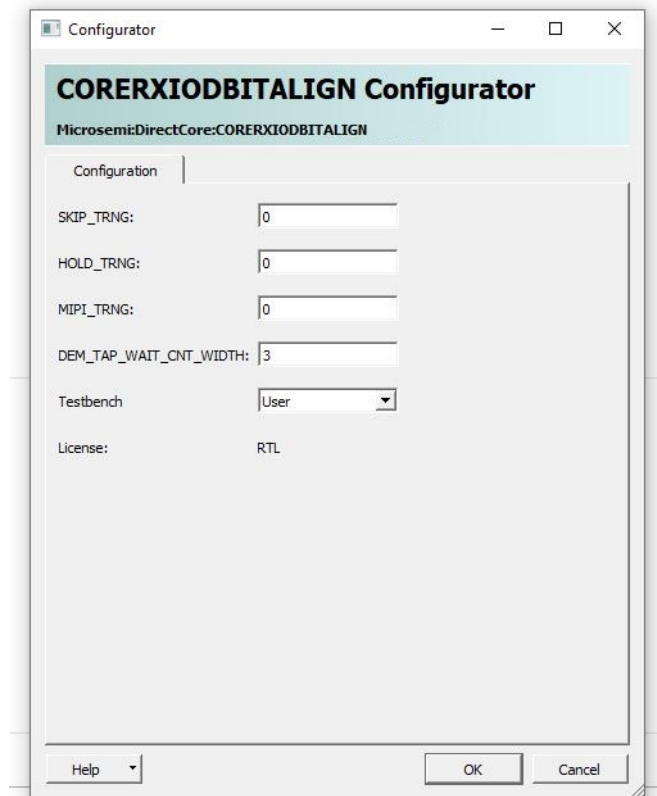 Configurator
CORERXIODBITALIGN Configurator
Microsemi:DirectCore:CORERXIODBITALIGN
Configuration
SKIP_TRNG: 0
HOLD_TRNG: 0
MIPI_TRNG: 0
DEM_TAP_WAIT_CNT_WIDTH: 3
Testbench User
License: RTL
Help OK Cancel